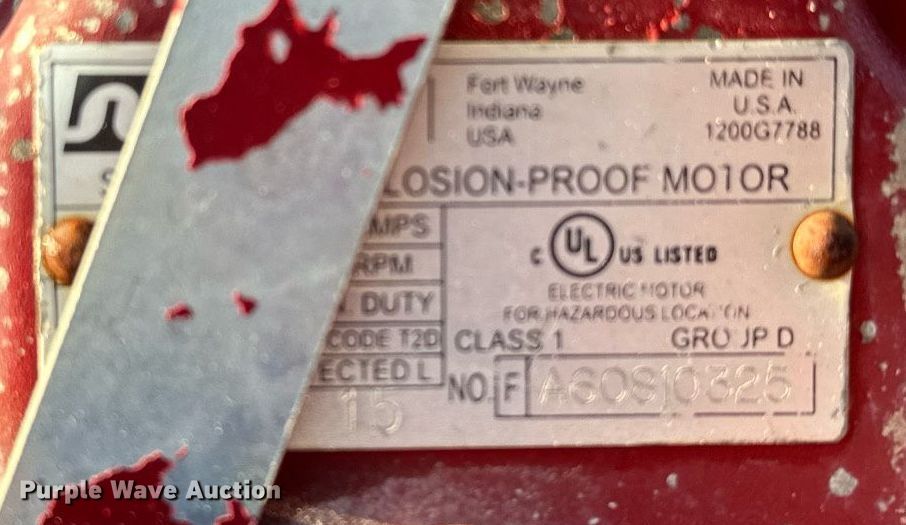 Fort Wayne
Indiana
USA
MADE IN
U.S.A.
1200G7788
LOSION-PROOF MOTOR
MPS
RPM
. DUTY
CODE T2D
ECTED L
15
C UL US LISTED
ELECTRIC MOTOR
FOR HAZARDOUS LOCATION
CLASS 1 GROUP D
NO. F
Purple Wave Auction